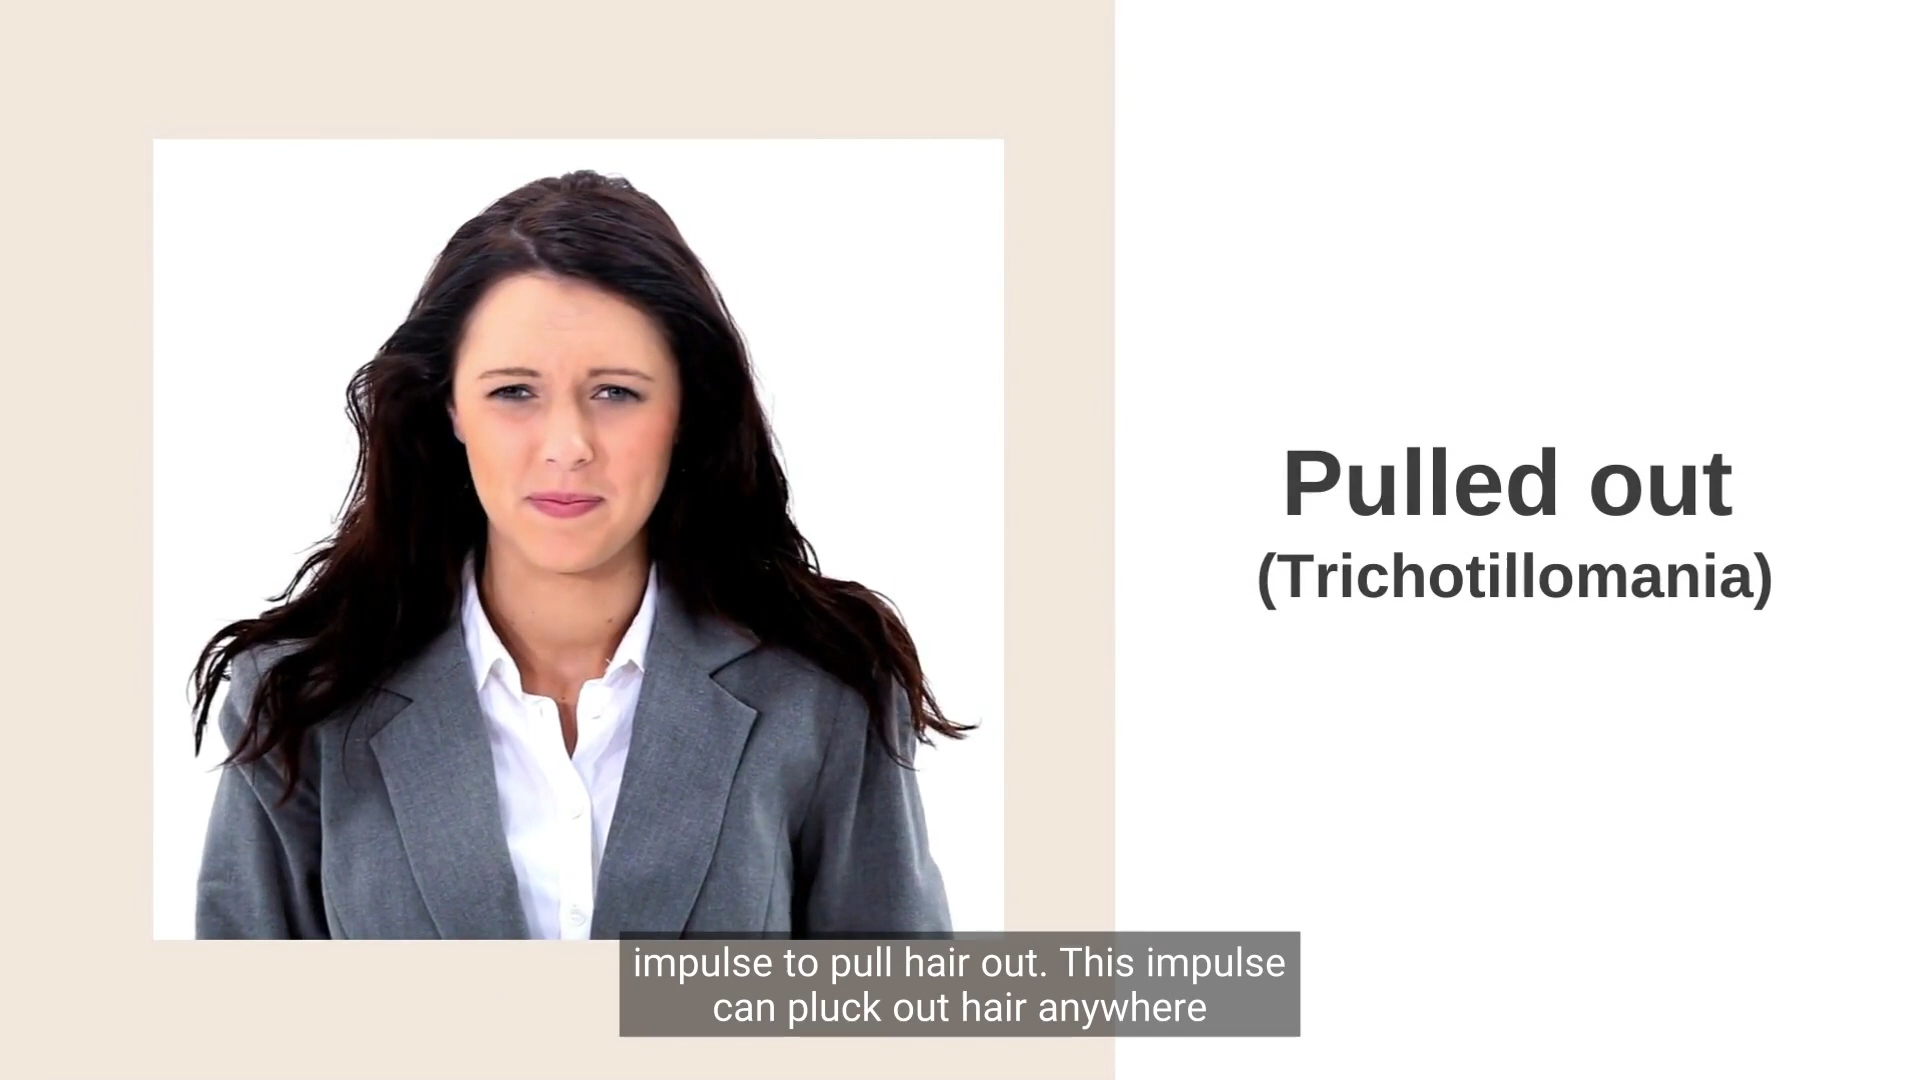 Pulled out
(Trichotillomania)
impulse to pull hair out. This impulse
can pluck out hair anywhere